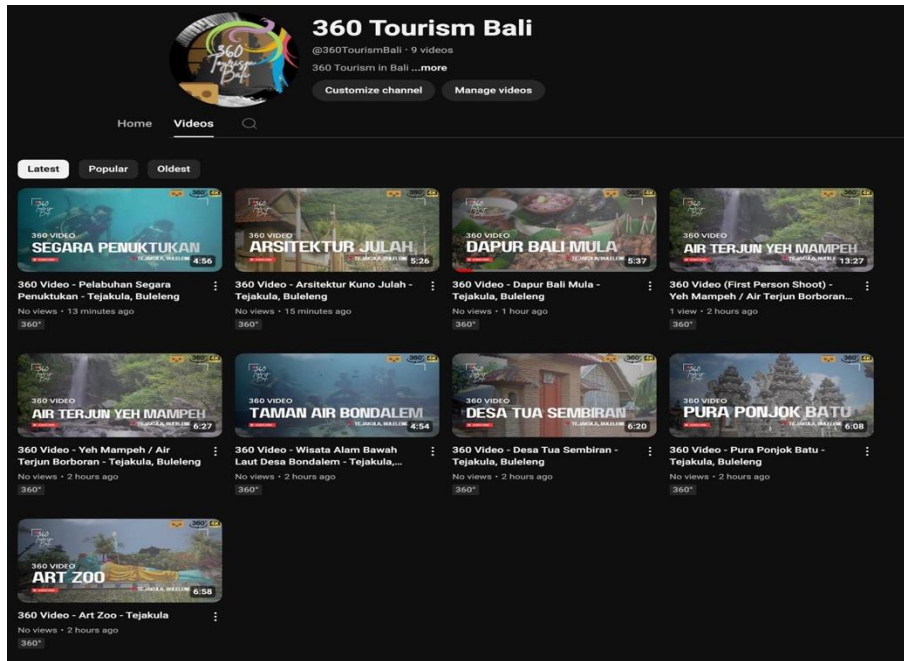 360 Tourism Bali
360
Tourism
Bali
@360TourismBali · 9 videos
360 Tourism in Bali ...more
Customize channel Manage videos
Home Videos
Latest Popular Oldest
360 VIDEO
SEGARA PENUKTUKAN
4:56
360 VIDEO
ARSITEKTUR JULAH
5:26
360 VIDEO
DAPUR BALI MULA
5:37
360 VIDEO
AIR TERJUN YEH MAMPEH
13:27
360 Video - Pelabuhan Segara
Penuktukan - Tejakula, Buleleng
No views · 13 minutes ago
360°
360 Video - Arsitektur Kuno Julah -
Tejakula, Buleleng
No views · 15 minutes ago
360°
360 Video - Dapur Bali Mula -
Tejakula, Buleleng
No views · 1 hour ago
360°
360 Video (First Person Shoot) -
Yeh Mampeh / Air Terjun Borboran...
1 view · 2 hours ago
360°
360 VIDEO
AIR TERJUN YEH MAMPEH
6:27
360 VIDEO
TAMAN AIR BONDALEM
4:54
360 VIDEO
DESA TUA SEMBIRAN
6:20
360 VIDEO
PURA PONJOK BATU
6:08
360 Video - Yeh Mampeh / Air
Terjun Borboran - Tejakula, Buleleng
No views · 2 hours ago
360°
360 Video - Wisata Alam Bawah
Laut Desa Bondalem - Tejakula,...
No views · 2 hours ago
360°
360 Video - Desa Tua Sembiran -
Tejakula, Buleleng
No views · 2 hours ago
360°
360 Video - Pura Ponjok Batu -
Tejakula, Buleleng
No views · 2 hours ago
360°
360 VIDEO
ART ZOO
6:58
360 Video - Art Zoo - Tejakula
No views · 2 hours ago
360°